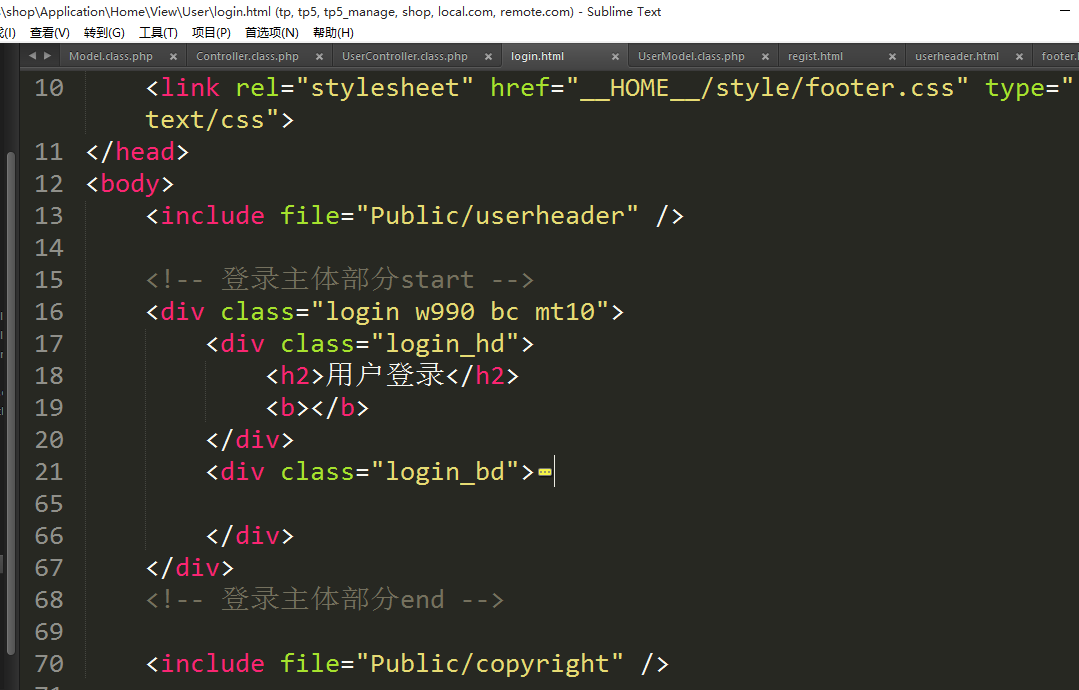 \shop\Application\Home\View\User\login.html (tp, tp5, tp5_manage, shop, local.com, remote.com) - Sublime Text
(I) 查看(V) 转到(G) 工具(T) 项目(P) 首选项(N) 帮助(H)
Model.class.php × Controller.class.php × UserController.class.php × login.html × UserModel.class.php × regist.html × userheader.html × footer.
10 <link rel="stylesheet" href="__HOME__/style/footer.css" type="
text/css">
11 </head>
12 <body>
13 <include file="Public/userheader" />
14
15 <!-- 登录主体部分start -->
16 <div class="login w990 bc mt10">
17 <div class="login_hd">
18 <h2>用户登录</h2>
19 <b></b>
20 </div>
21 <div class="login_bd">
65
66 </div>
67 </div>
68 <!-- 登录主体部分end -->
69
70 <include file="Public/copyright" />